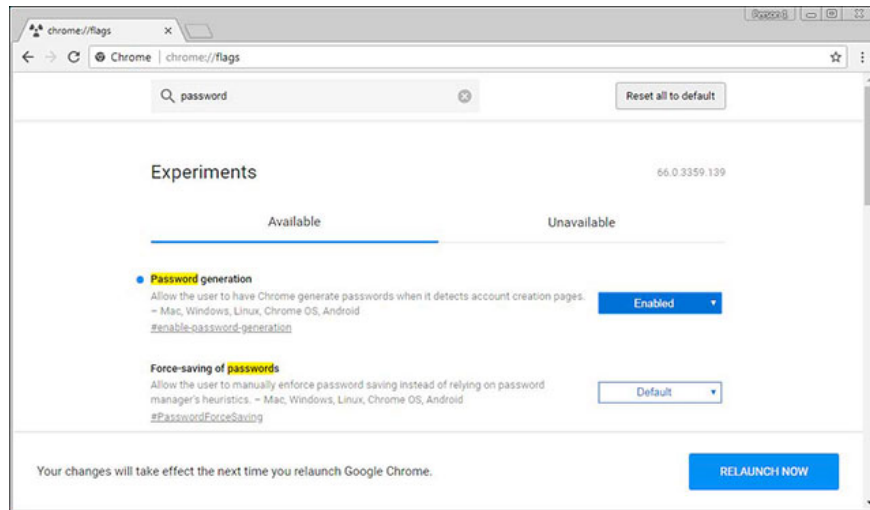 chrome://flags
Chrome | chrome://flags
password
Reset all to default
Experiments
66.0.3359.139
Available
Unavailable
Password generation
Allow the user to have Chrome generate passwords when it detects account creation pages.
– Mac, Windows, Linux, Chrome OS, Android
#enable-password-generation
Enabled
Force-saving of passwords
Allow the user to manually enforce password saving instead of relying on password
manager's heuristics. – Mac, Windows, Linux, Chrome OS, Android
#PasswordForceSaving
Default
Your changes will take effect the next time you relaunch Google Chrome.
RELAUNCH NOW